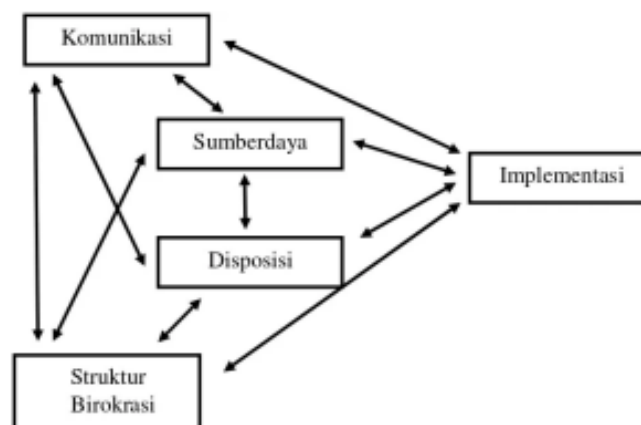 Komunikasi
Sumberdaya
Implementasi
Disposisi
Struktur
Birokrasi